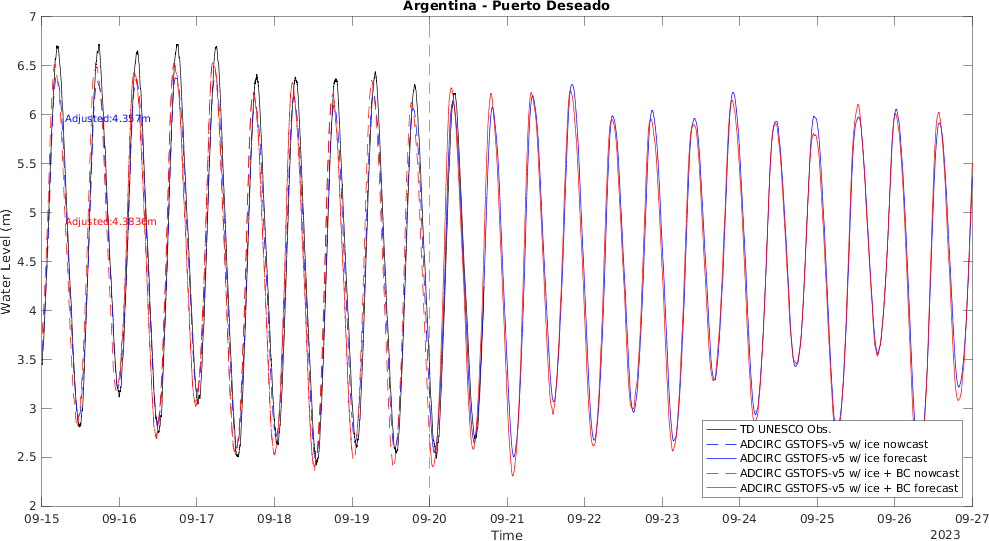 Argentina - Puerto Deseado
7
6.5
6
5.5
5
4.5
4
3.5
3
2.5
2
Water Level (m)
Adjusted:4.357m
Adjusted:4.3836m
TD UNESCO Obs.
ADCIRC GSTOFS-v5 w/ ice nowcast
ADCIRC GSTOFS-v5 w/ ice forecast
ADCIRC GSTOFS-v5 w/ ice + BC nowcast
ADCIRC GSTOFS-v5 w/ ice + BC forecast
09-15 09-16 09-17 09-18 09-19 09-20 09-21 09-22 09-23 09-24 09-25 09-26 09-27
Time
2023